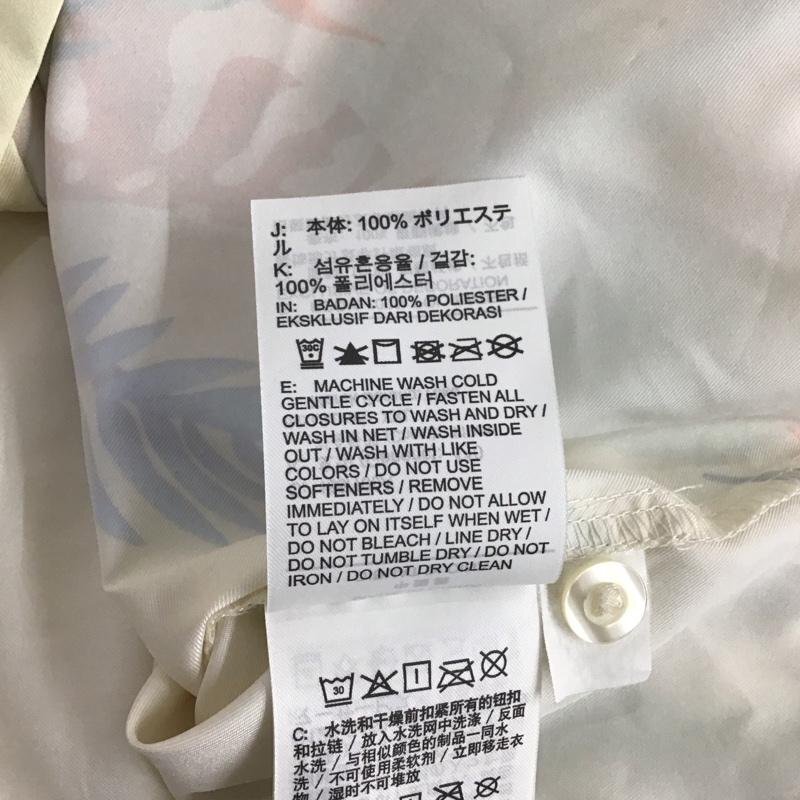 J: 本体: 100% ポリエステ
ル
K: 섬유혼용율 / 겉감:
100% 폴리에스터
IN: BADAN: 100% POLIESTER /
EKSKLUSIF DARI DEKORASI
30C
E: MACHINE WASH COLD
GENTLE CYCLE / FASTEN ALL
CLOSURES TO WASH AND DRY /
WASH IN NET / WASH INSIDE
OUT / WASH WITH LIKE
COLORS / DO NOT USE
SOFTENERS / REMOVE
IMMEDIATELY / DO NOT ALLOW
TO LAY ON ITSELF WHEN WET /
DO NOT BLEACH / LINE DRY /
DO NOT TUMBLE DRY / DO NOT
IRON / DO NOT DRY CLEAN
30
C: 水洗和干燥前扣紧所有的钮扣
和拉链 / 放入水洗网中洗涤 / 反面
水洗 / 与相似颜色的制品一同水
洗 / 不可使用柔软剂 / 立即移走衣
物 / 湿时不可堆放